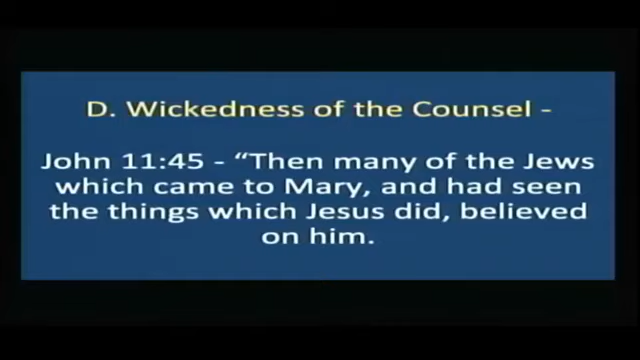 D. Wickedness of the Counsel -
John 11:45 - “Then many of the Jews
which came to Mary, and had seen
the things which Jesus did, believed
on him.